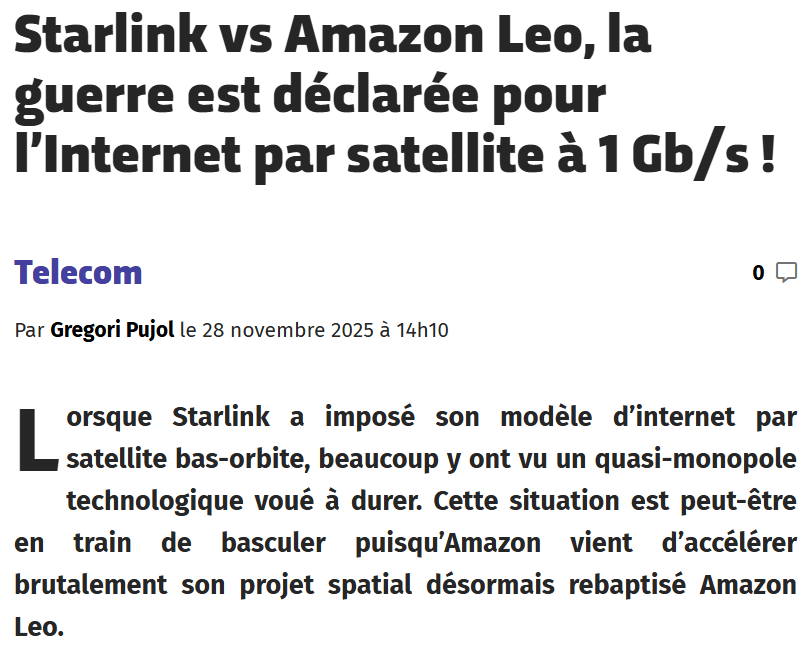 Starlink vs Amazon Leo, la
guerre est déclarée pour
l’Internet par satellite à 1 Gb/s !
Telecom
0
Par Gregori Pujol le 28 novembre 2025 à 14h10
Lorsque Starlink a imposé son modèle d’internet par
satellite bas-orbite, beaucoup y ont vu un quasi-monopole
technologique voué à durer. Cette situation est peut-être
en train de basculer puisqu’Amazon vient d’accélérer
brutalement son projet spatial désormais rebaptisé Amazon
Leo.